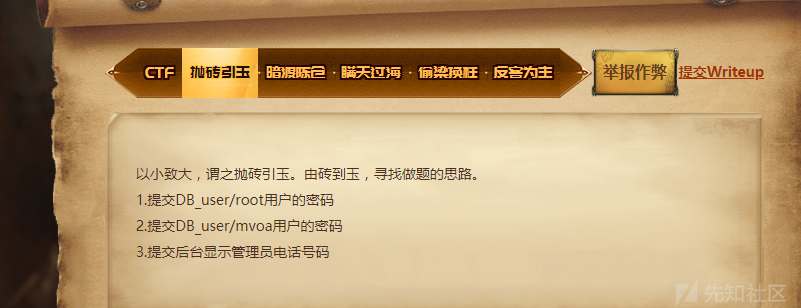 CTF · 抛砖引玉 · 暗渡陈仓 · 瞒天过海 · 偷梁换柱 · 反客为主 举报作弊 提交Writeup
以小致大，谓之抛砖引玉。由砖到玉，寻找做题的思路。
1.提交DB_user/root用户的密码
2.提交DB_user/mvoa用户的密码
3.提交后台显示管理员电话号码
先知社区